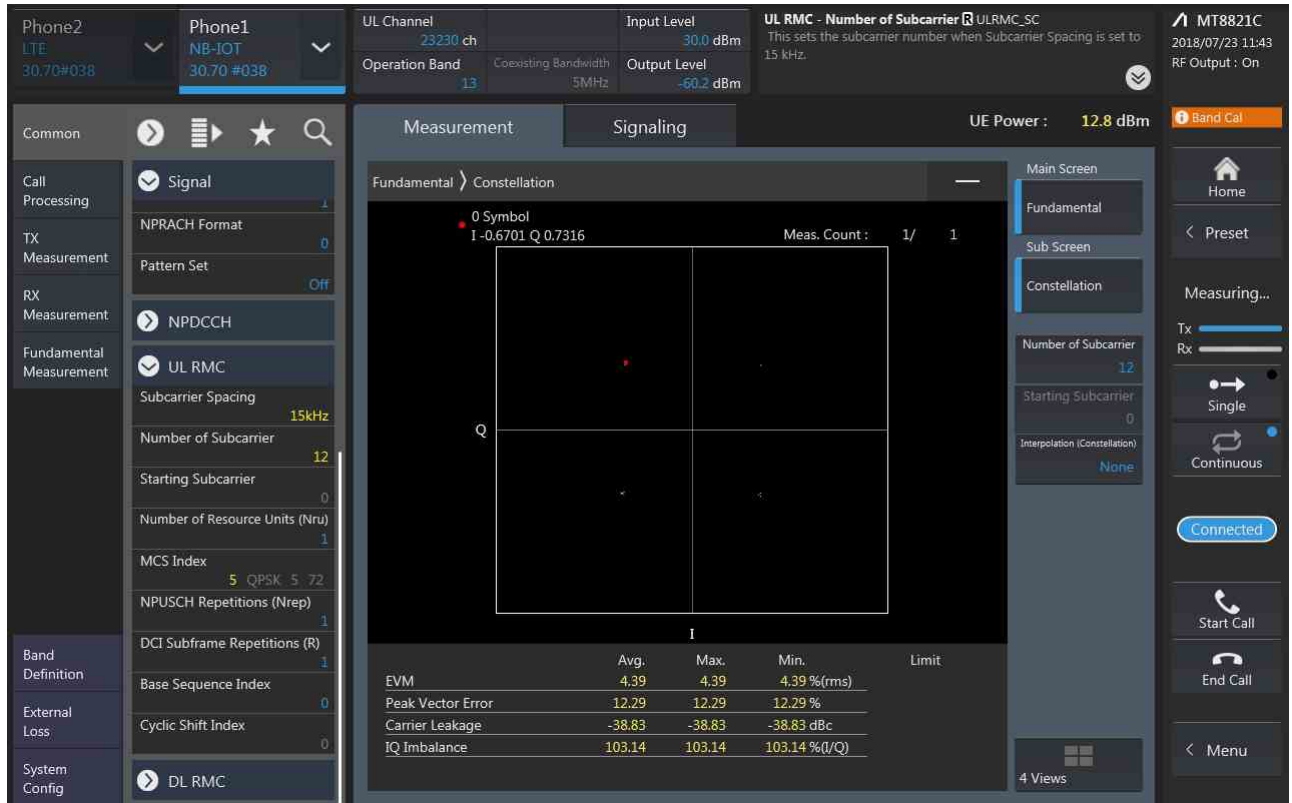 Phone2
LTE
30.70#038
Phone1
NB-IOT
30.70 #038
UL Channel
23230 ch
Operation Band
13
Coexisting Bandwidth
5MHz
Input Level
30.0 dBm
Output Level
-60.2 dBm
UL RMC - Number of Subcarrier R ULRMC_SC
This sets the subcarrier number when Subcarrier Spacing is set to
15 kHz.
MT8821C
2018/07/23 11:43
RF Output : On
Common
Call
Processing
TX
Measurement
RX
Measurement
Fundamental
Measurement
Band
Definition
External
Loss
System
Config
Signal
1
NPRACH Format
0
Pattern Set
Off
NPDCCH
UL RMC
Subcarrier Spacing
15kHz
Number of Subcarrier
12
Starting Subcarrier
0
Number of Resource Units (Nru)
1
MCS Index
5 QPSK 5 72
NPUSCH Repetitions (Nrep)
1
DCI Subframe Repetitions (R)
1
Base Sequence Index
0
Cyclic Shift Index
0
DL RMC
Measurement
Signaling
UE Power : 12.8 dBm
Fundamental 〉 Constellation
0 Symbol
I -0.6701 Q 0.7316
Meas. Count : 1/ 1
Q
I
Avg. Max. Min. Limit
EVM 4.39 4.39 4.39 %(rms)
Peak Vector Error 12.29 12.29 12.29 %
Carrier Leakage -38.83 -38.83 -38.83 dBc
IQ Imbalance 103.14 103.14 103.14 %(I/Q)
Main Screen
Fundamental
Sub Screen
Constellation
Number of Subcarrier
12
Starting Subcarrier
0
Interpolation (Constellation)
None
4 Views
Band Cal
Home
< Preset
Measuring...
Tx
Rx
Single
Continuous
Connected
Start Call
End Call
< Menu